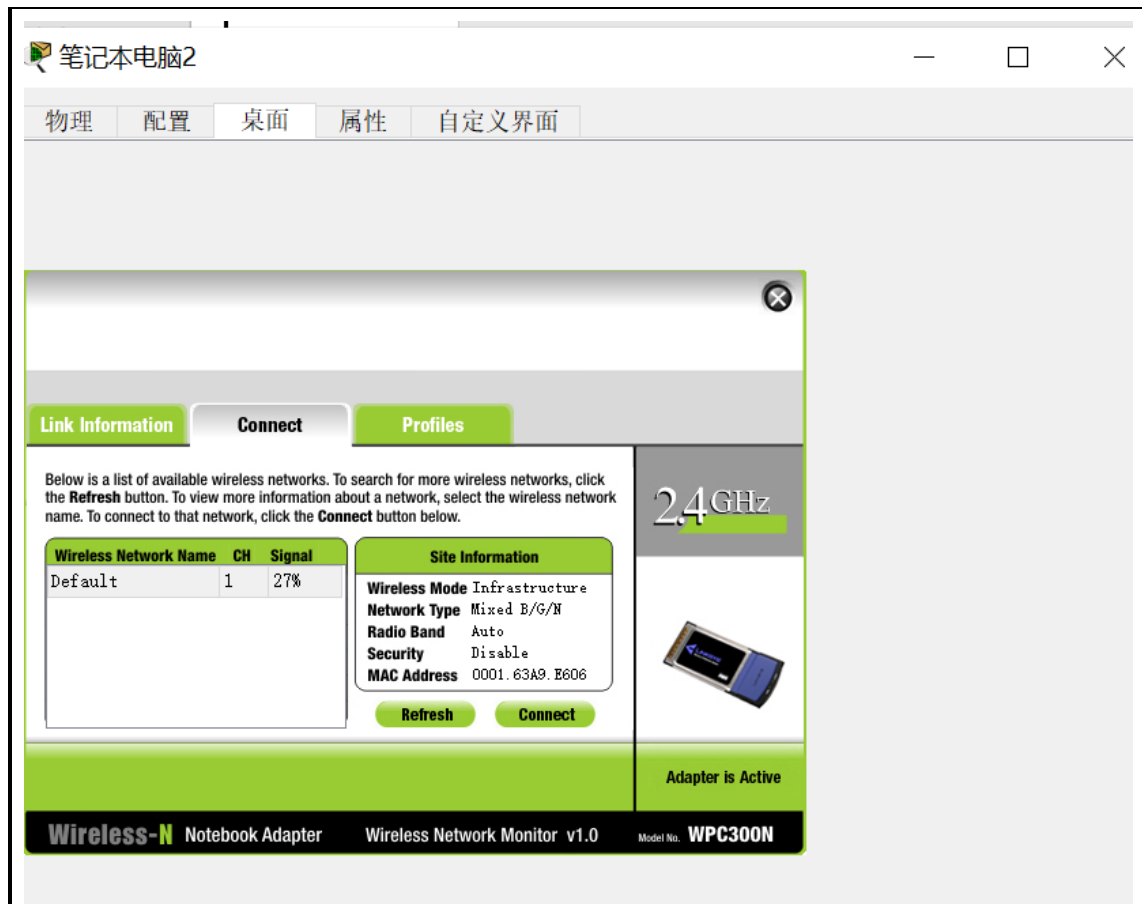 笔记本电脑2
物理 配置 桌面 属性 自定义界面
Link Information Connect Profiles
Below is a list of available wireless networks. To search for more wireless networks, click
the Refresh button. To view more information about a network, select the wireless network
name. To connect to that network, click the Connect button below.
2.4GHz
Wireless Network Name CH Signal
Default 1 27%
Site Information
Wireless Mode Infrastructure
Network Type Mixed B/G/N
Radio Band Auto
Security Disable
MAC Address 0001.63A9.E606
Refresh Connect
Adapter is Active
Wireless-N Notebook Adapter Wireless Network Monitor v1.0 Model No. WPC300N